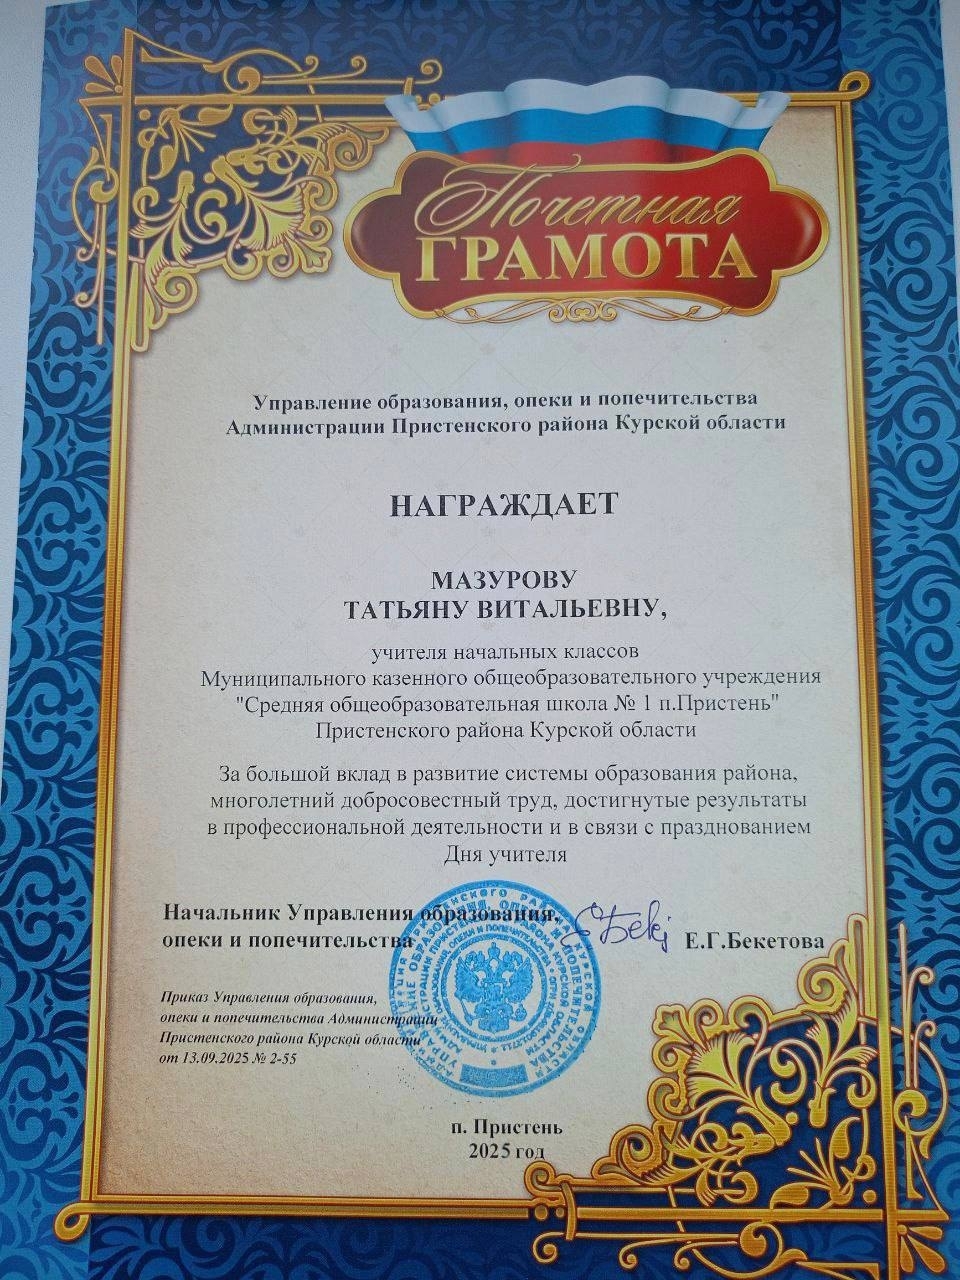 Почетная
ГРАМОТА
Управление образования, опеки и попечительства
Администрации Пристенского района Курской области
НАГРАЖДАЕТ
МАЗУРОВУ
ТАТЬЯНУ ВИТАЛЬЕВНУ,
учителя начальных классов
Муниципального казенного общеобразовательного учреждения
"Средняя общеобразовательная школа № 1 п.Пристень"
Пристенского района Курской области
За большой вклад в развитие системы образования района,
многолетний добросовестный труд, достигнутые результаты
в профессиональной деятельности и в связи с празднованием
Дня учителя
Начальник Управления образования,
опеки и попечительства
Е.Г.Бекетова
Приказ Управления образования,
опеки и попечительства Администрации
Пристенского района Курской области
от 13.09.2025 № 2-55
п. Пристень
2025 год